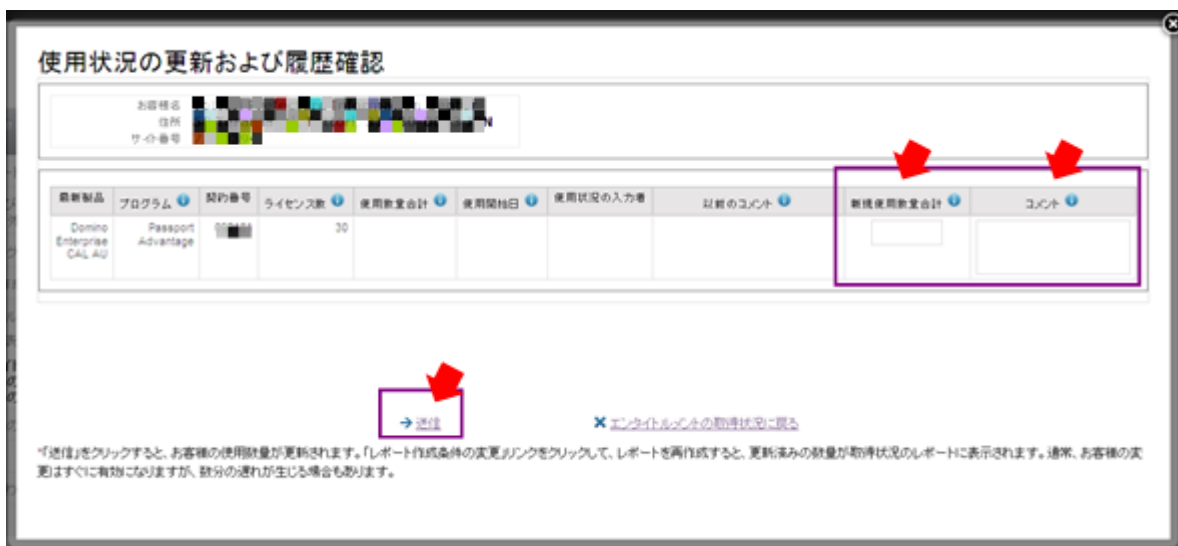 使用状況の更新および履歴確認
お客様名
住所
サイト番号
最新製品 プログラム 契約番号 ライセンス数 使用数量合計 使用開始日 使用状況の入力者 以前のコメント 新規使用数量合計 コメント
Domino Enterprise CAL AU Passport Advantage 30
送信 エンタイトルメントの取得状況に戻る
*「送信」をクリックすると、お客様の使用数量が更新されます。「レポート作成条件の変更」リンクをクリックして、レポートを再作成すると、更新済みの数量が取得状況のレポートに表示されます。通常、お客様の変
更はすぐに有効になりますが、数分の遅れが生じる場合もあります。